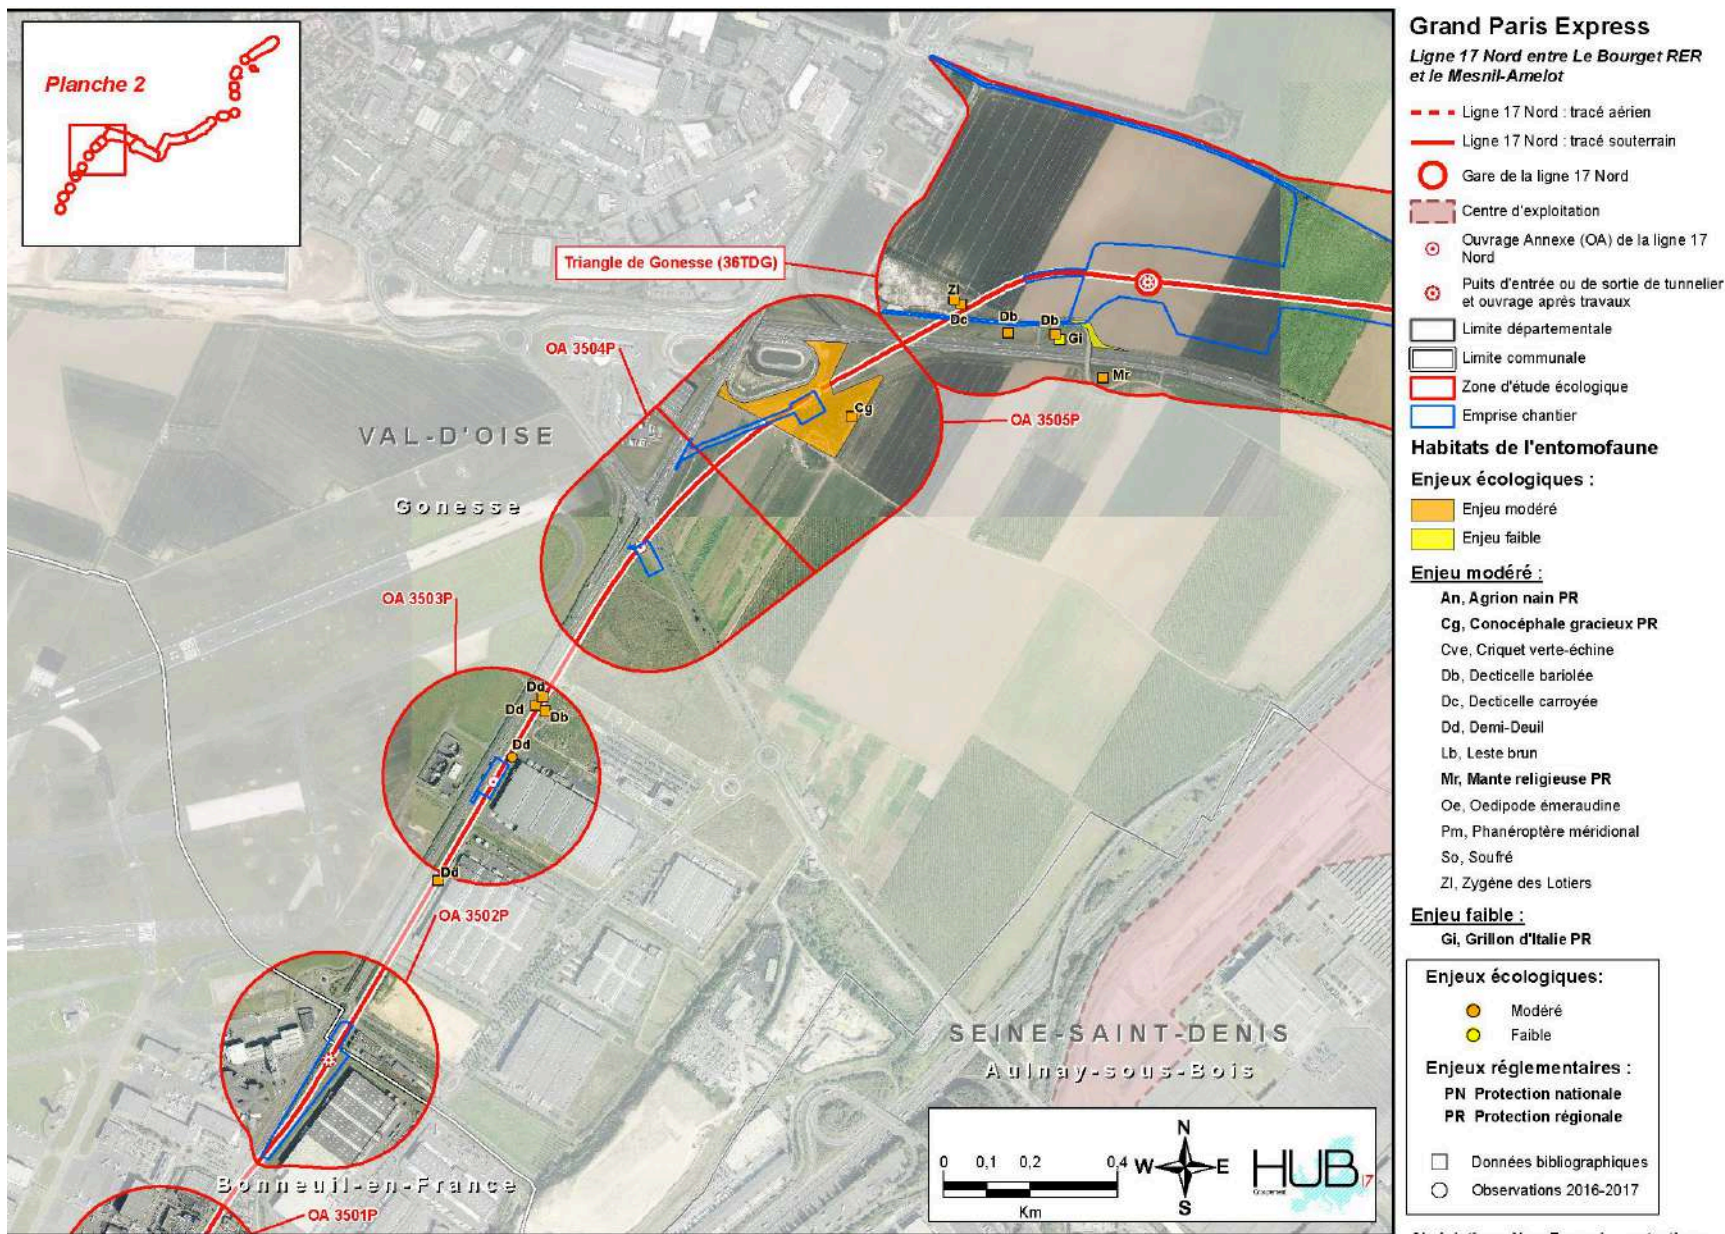 Planche 2
Triangle de Gonesse (36TDG)
ZI
Dc
Db
Db
Gi
Mr
OA 3504P
Cg
OA 3505P
VAL-D'OISE
Gonesse
OA 3503P
Dd
Dd
Db
Dd
Dd
OA 3502P
SEINE-SAINT-DENIS
Aulnay-sous-Bois
Bonneuil-en-France
OA 3501P
0 0,1 0,2 0,4
Km
N
W E
S
Groupement
HUB 17
Grand Paris Express
Ligne 17 Nord entre Le Bourget RER
et le Mesnil-Amelot
Ligne 17 Nord : tracé aérien
Ligne 17 Nord : tracé souterrain
Gare de la ligne 17 Nord
Centre d'exploitation
Ouvrage Annexe (OA) de la ligne 17
Nord
Puits d'entrée ou de sortie de tunnelier
et ouvrage après travaux
Limite départementale
Limite communale
Zone d'étude écologique
Emprise chantier
Habitats de l'entomofaune
Enjeux écologiques :
Enjeu modéré
Enjeu faible
Enjeu modéré :
An, Agrion nain PR
Cg, Conocéphale gracieux PR
Cve, Criquet verte-échine
Db, Decticelle bariolée
Dc, Decticelle carroyée
Dd, Demi-Deuil
Lb, Leste brun
Mr, Mante religieuse PR
Oe, Oedipode émeraudine
Pm, Phanéroptère méridional
So, Soufré
ZI, Zygène des Lotiers
Enjeu faible :
Gi, Grillon d'Italie PR
Enjeux écologiques:
Modéré
Faible
Enjeux réglementaires :
PN Protection nationale
PR Protection régionale
Données bibliographiques
Observations 2016-2017